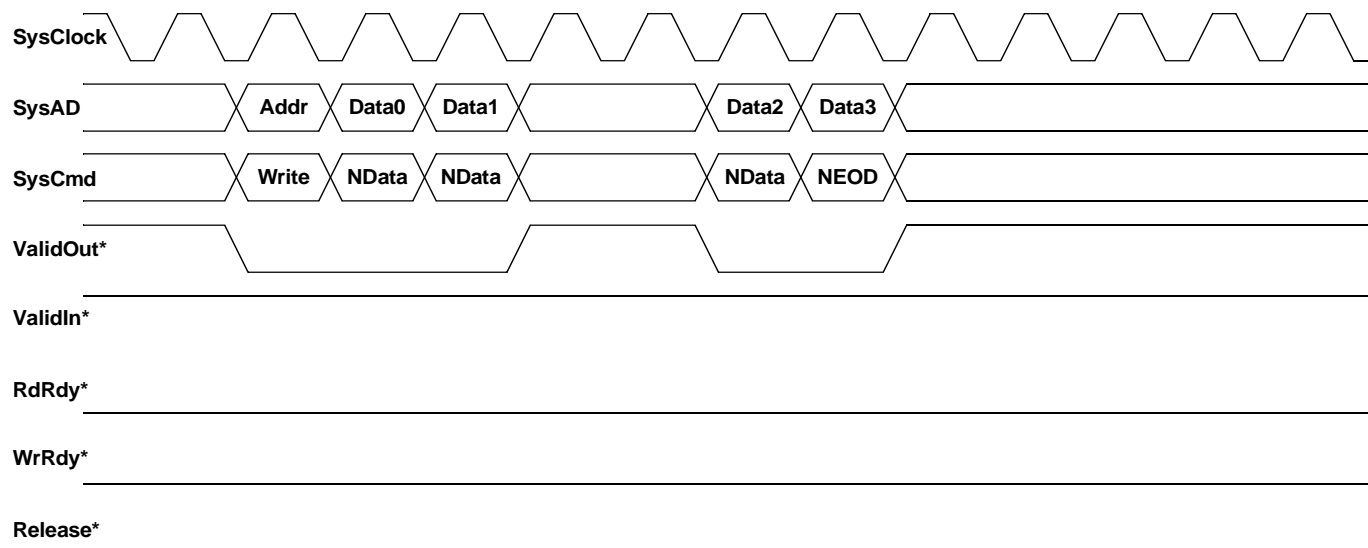 SysClock
SysAD Addr Data0 Data1 Data2 Data3
SysCmd Write NData NData NData NEOD
ValidOut*
ValidIn*
RdRdy*
WrRdy*
Release*